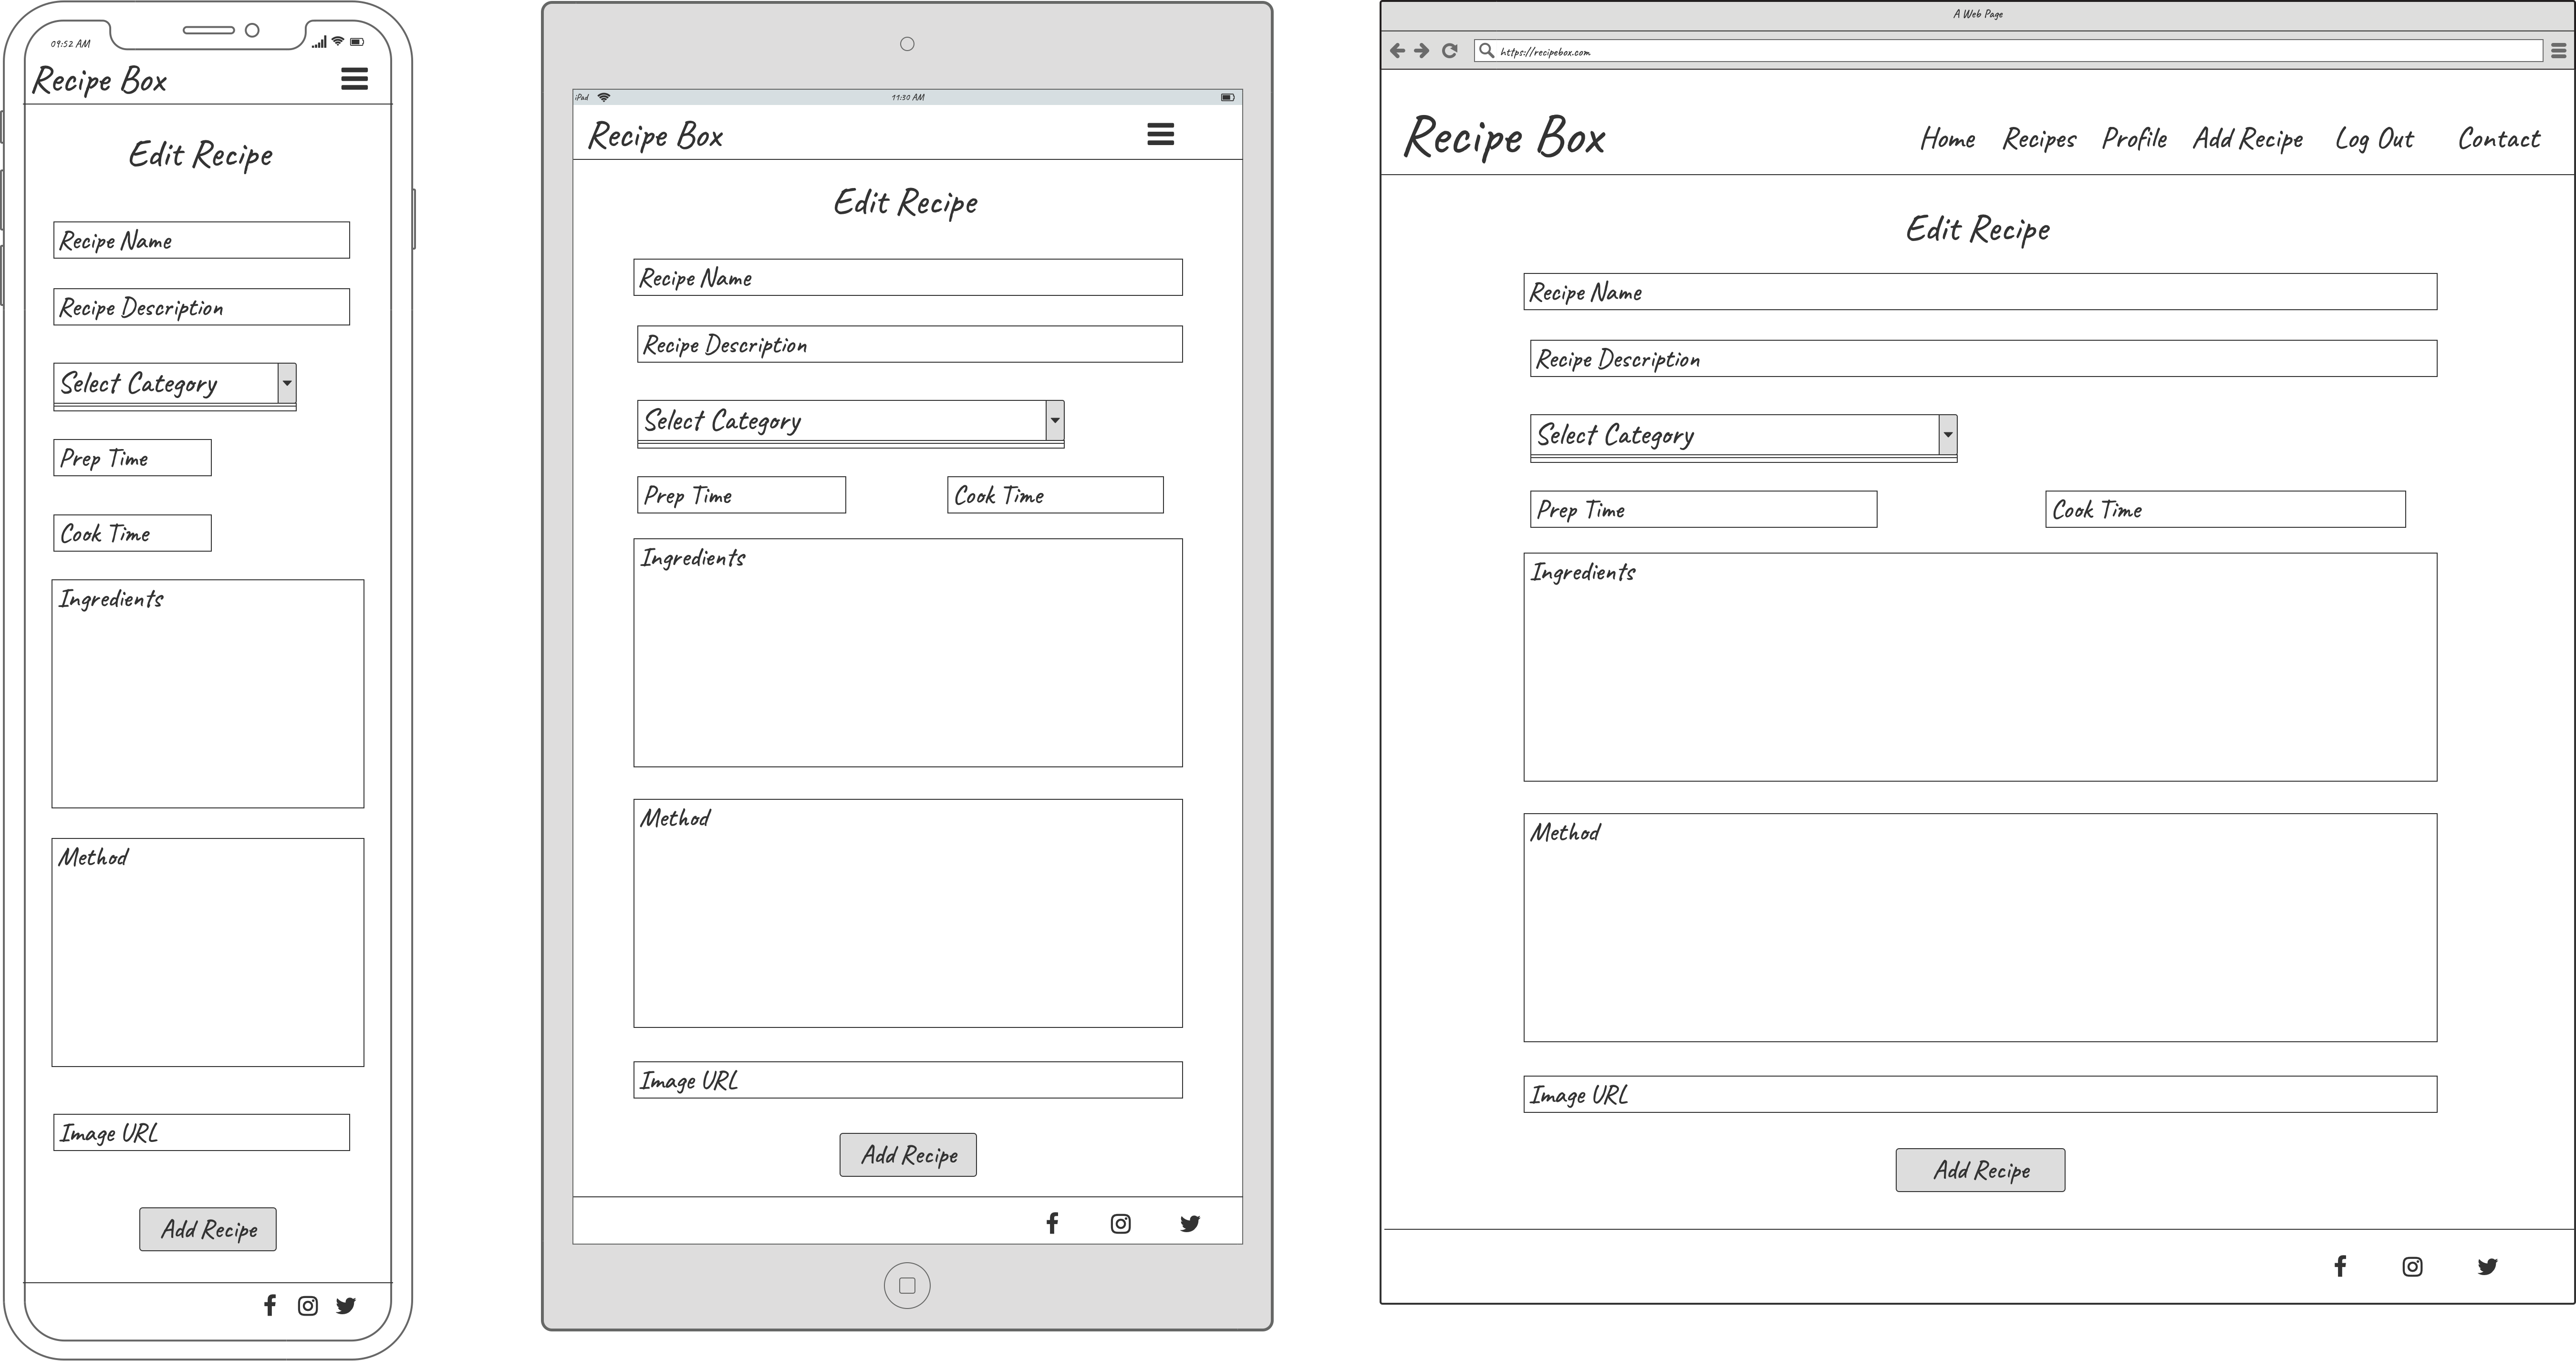 09:52 AM
Recipe Box
Edit Recipe
Recipe Name
Recipe Description
Select Category
Prep Time
Cook Time
Ingredients
Method
Image URL
Add Recipe
iPad 11:30 AM
Recipe Box
Edit Recipe
Recipe Name
Recipe Description
Select Category
Prep Time Cook Time
Ingredients
Method
Image URL
Add Recipe
A Web Page
https://recipebox.com
Recipe Box Home Recipes Profile Add Recipe Log Out Contact
Edit Recipe
Recipe Name
Recipe Description
Select Category
Prep Time Cook Time
Ingredients
Method
Image URL
Add Recipe